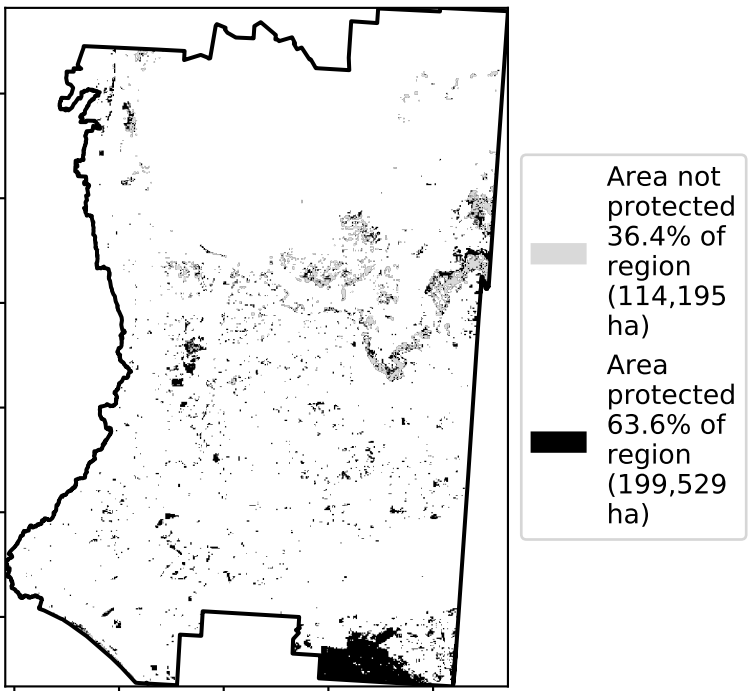 Area not
protected
36.4% of
region
(114,195
ha)
Area
protected
63.6% of
region
(199,529
ha)